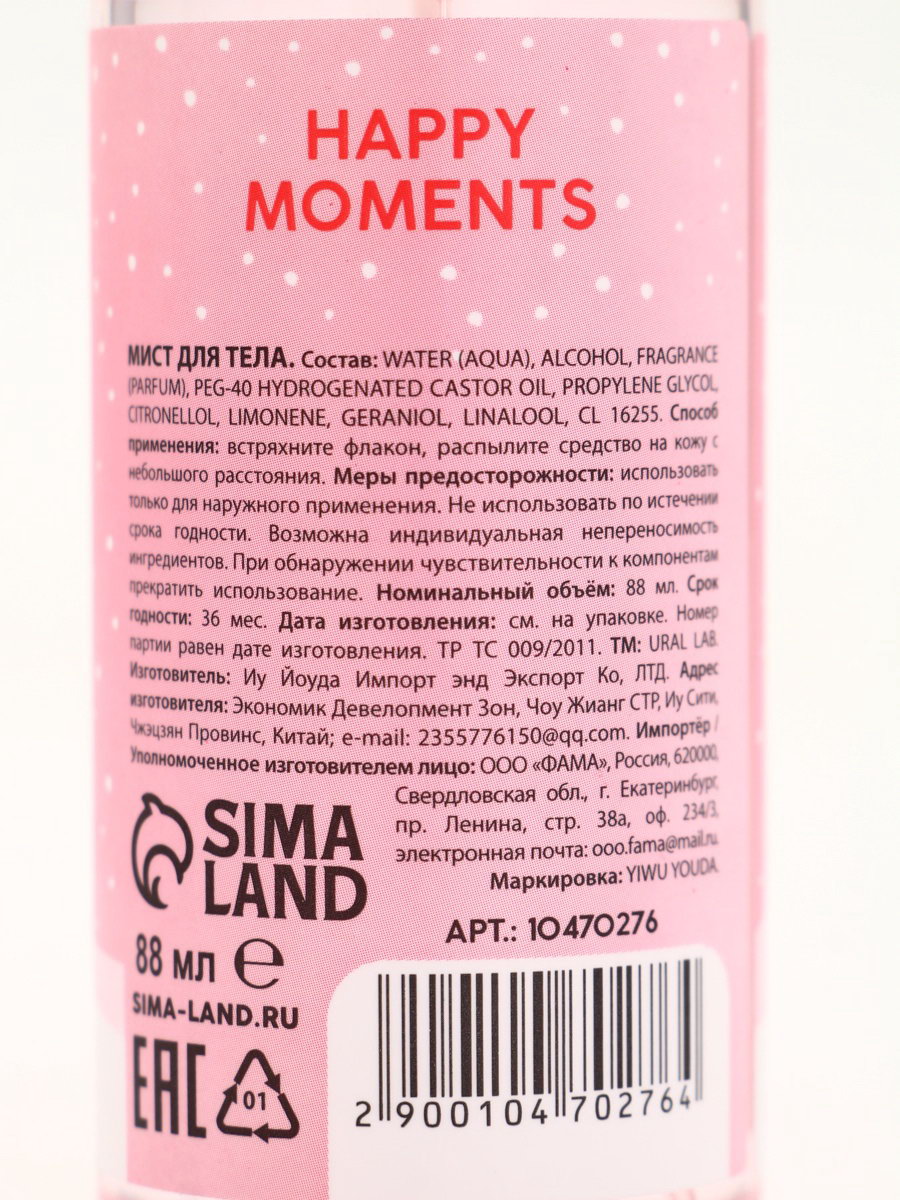 HAPPY
MOMENTS
МИСТ ДЛЯ ТЕЛА. Состав: WATER (AQUA), ALCOHOL, FRAGRANCE
(PARFUM), PEG-40 HYDROGENATED CASTOR OIL, PROPYLENE GLYCOL,
CITRONELLOL, LIMONENE, GERANIOL, LINALOOL, CL 16255. Способ
применения: встряхните флакон, распылите средство на кожу с
небольшого расстояния. Меры предосторожности: использовать
только для наружного применения. Не использовать по истечении
срока годности. Возможна индивидуальная непереносимость
ингредиентов. При обнаружении чувствительности к компонентам
прекратить использование. Номинальный объём: 88 мл. Срок
годности: 36 мес. Дата изготовления: см. на упаковке. Номер
партии равен дате изготовления. ТР ТС 009/2011. ТМ: URAL LAB.
Изготовитель: Иу Йоуда Импорт энд Экспорт Ко, ЛТД. Адрес
изготовителя: Экономик Девелопмент Зон, Чоу Жианг СТР, Иу Сити,
Чжэцзян Провинс, Китай; e-mail: 2355776150@qq.com. Импортёр /
Уполномоченное изготовителем лицо: ООО «ФАМА», Россия, 620000,
Свердловская обл., г. Екатеринбург,
пр. Ленина, стр. 38а, оф. 234/3,
электронная почта: ooo.fama@mail.ru.
Маркировка: YIWU YOUDA.
SIMA
LAND
АРТ.: 10470276
88 мл ℮
SIMA-LAND.RU
EAC
01
2 900104 702764